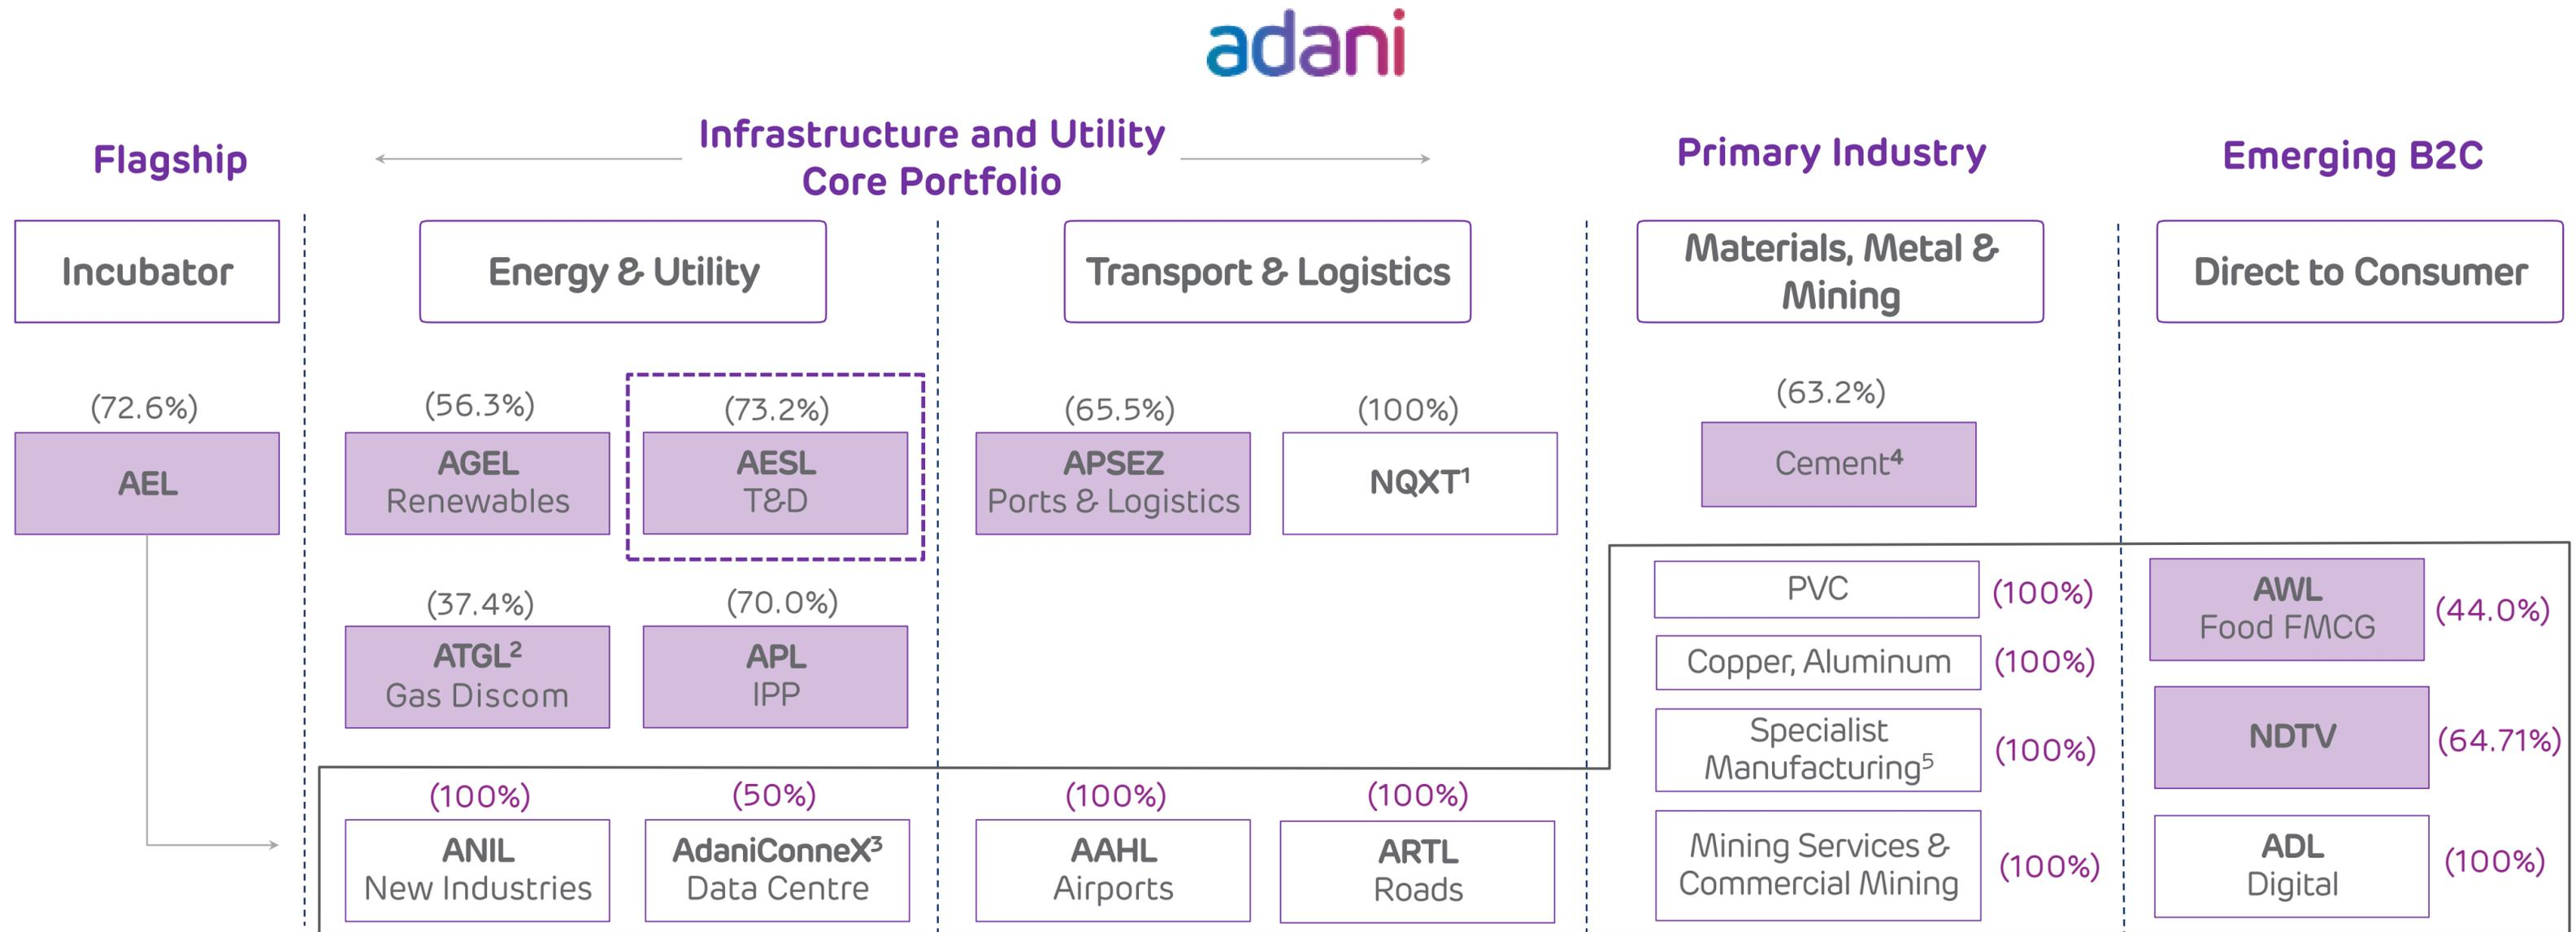 adani
Flagship
Infrastructure and Utility
Core Portfolio
Primary Industry
Emerging B2C
Incubator
Energy & Utility
Transport & Logistics
Materials, Metal &
Mining
Direct to Consumer
(72.6%)
AEL
(56.3%)
AGEL
Renewables
(73.2%)
AESL
T&D
(65.5%)
APSEZ
Ports & Logistics
(100%)
NQXT¹
(63.2%)
Cement⁴
(37.4%)
ATGL²
Gas Discom
(70.0%)
APL
IPP
PVC (100%)
Copper, Aluminum (100%)
Specialist
Manufacturing⁵ (100%)
Mining Services &
Commercial Mining (100%)
AWL
Food FMCG (44.0%)
NDTV (64.71%)
ADL
Digital (100%)
(100%)
ANIL
New Industries
(50%)
AdaniConneX³
Data Centre
(100%)
AAHL
Airports
(100%)
ARTL
Roads